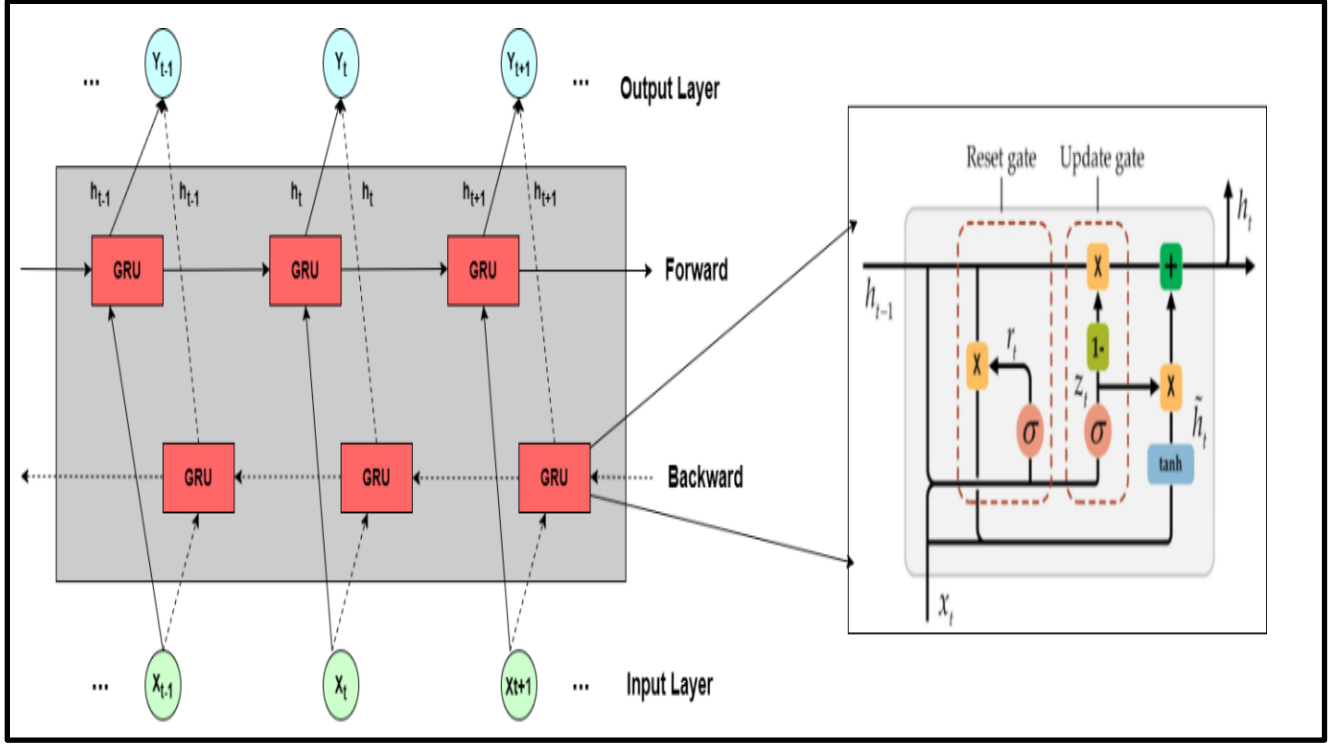 ... Yₜ₋₁ Yₜ Yₜ₊₁ ... Output Layer
hₜ₋₁ hₜ₋₁ hₜ hₜ hₜ₊₁ hₜ₊₁
GRU GRU GRU Forward
GRU GRU GRU Backward
... Xₜ₋₁ Xₜ Xt+1 ... Input Layer
Reset gate Update gate
hₜ
X +
hₜ₋₁
rₜ 1-
X zₜ X
h̃ₜ
σ σ
tanh
xₜ